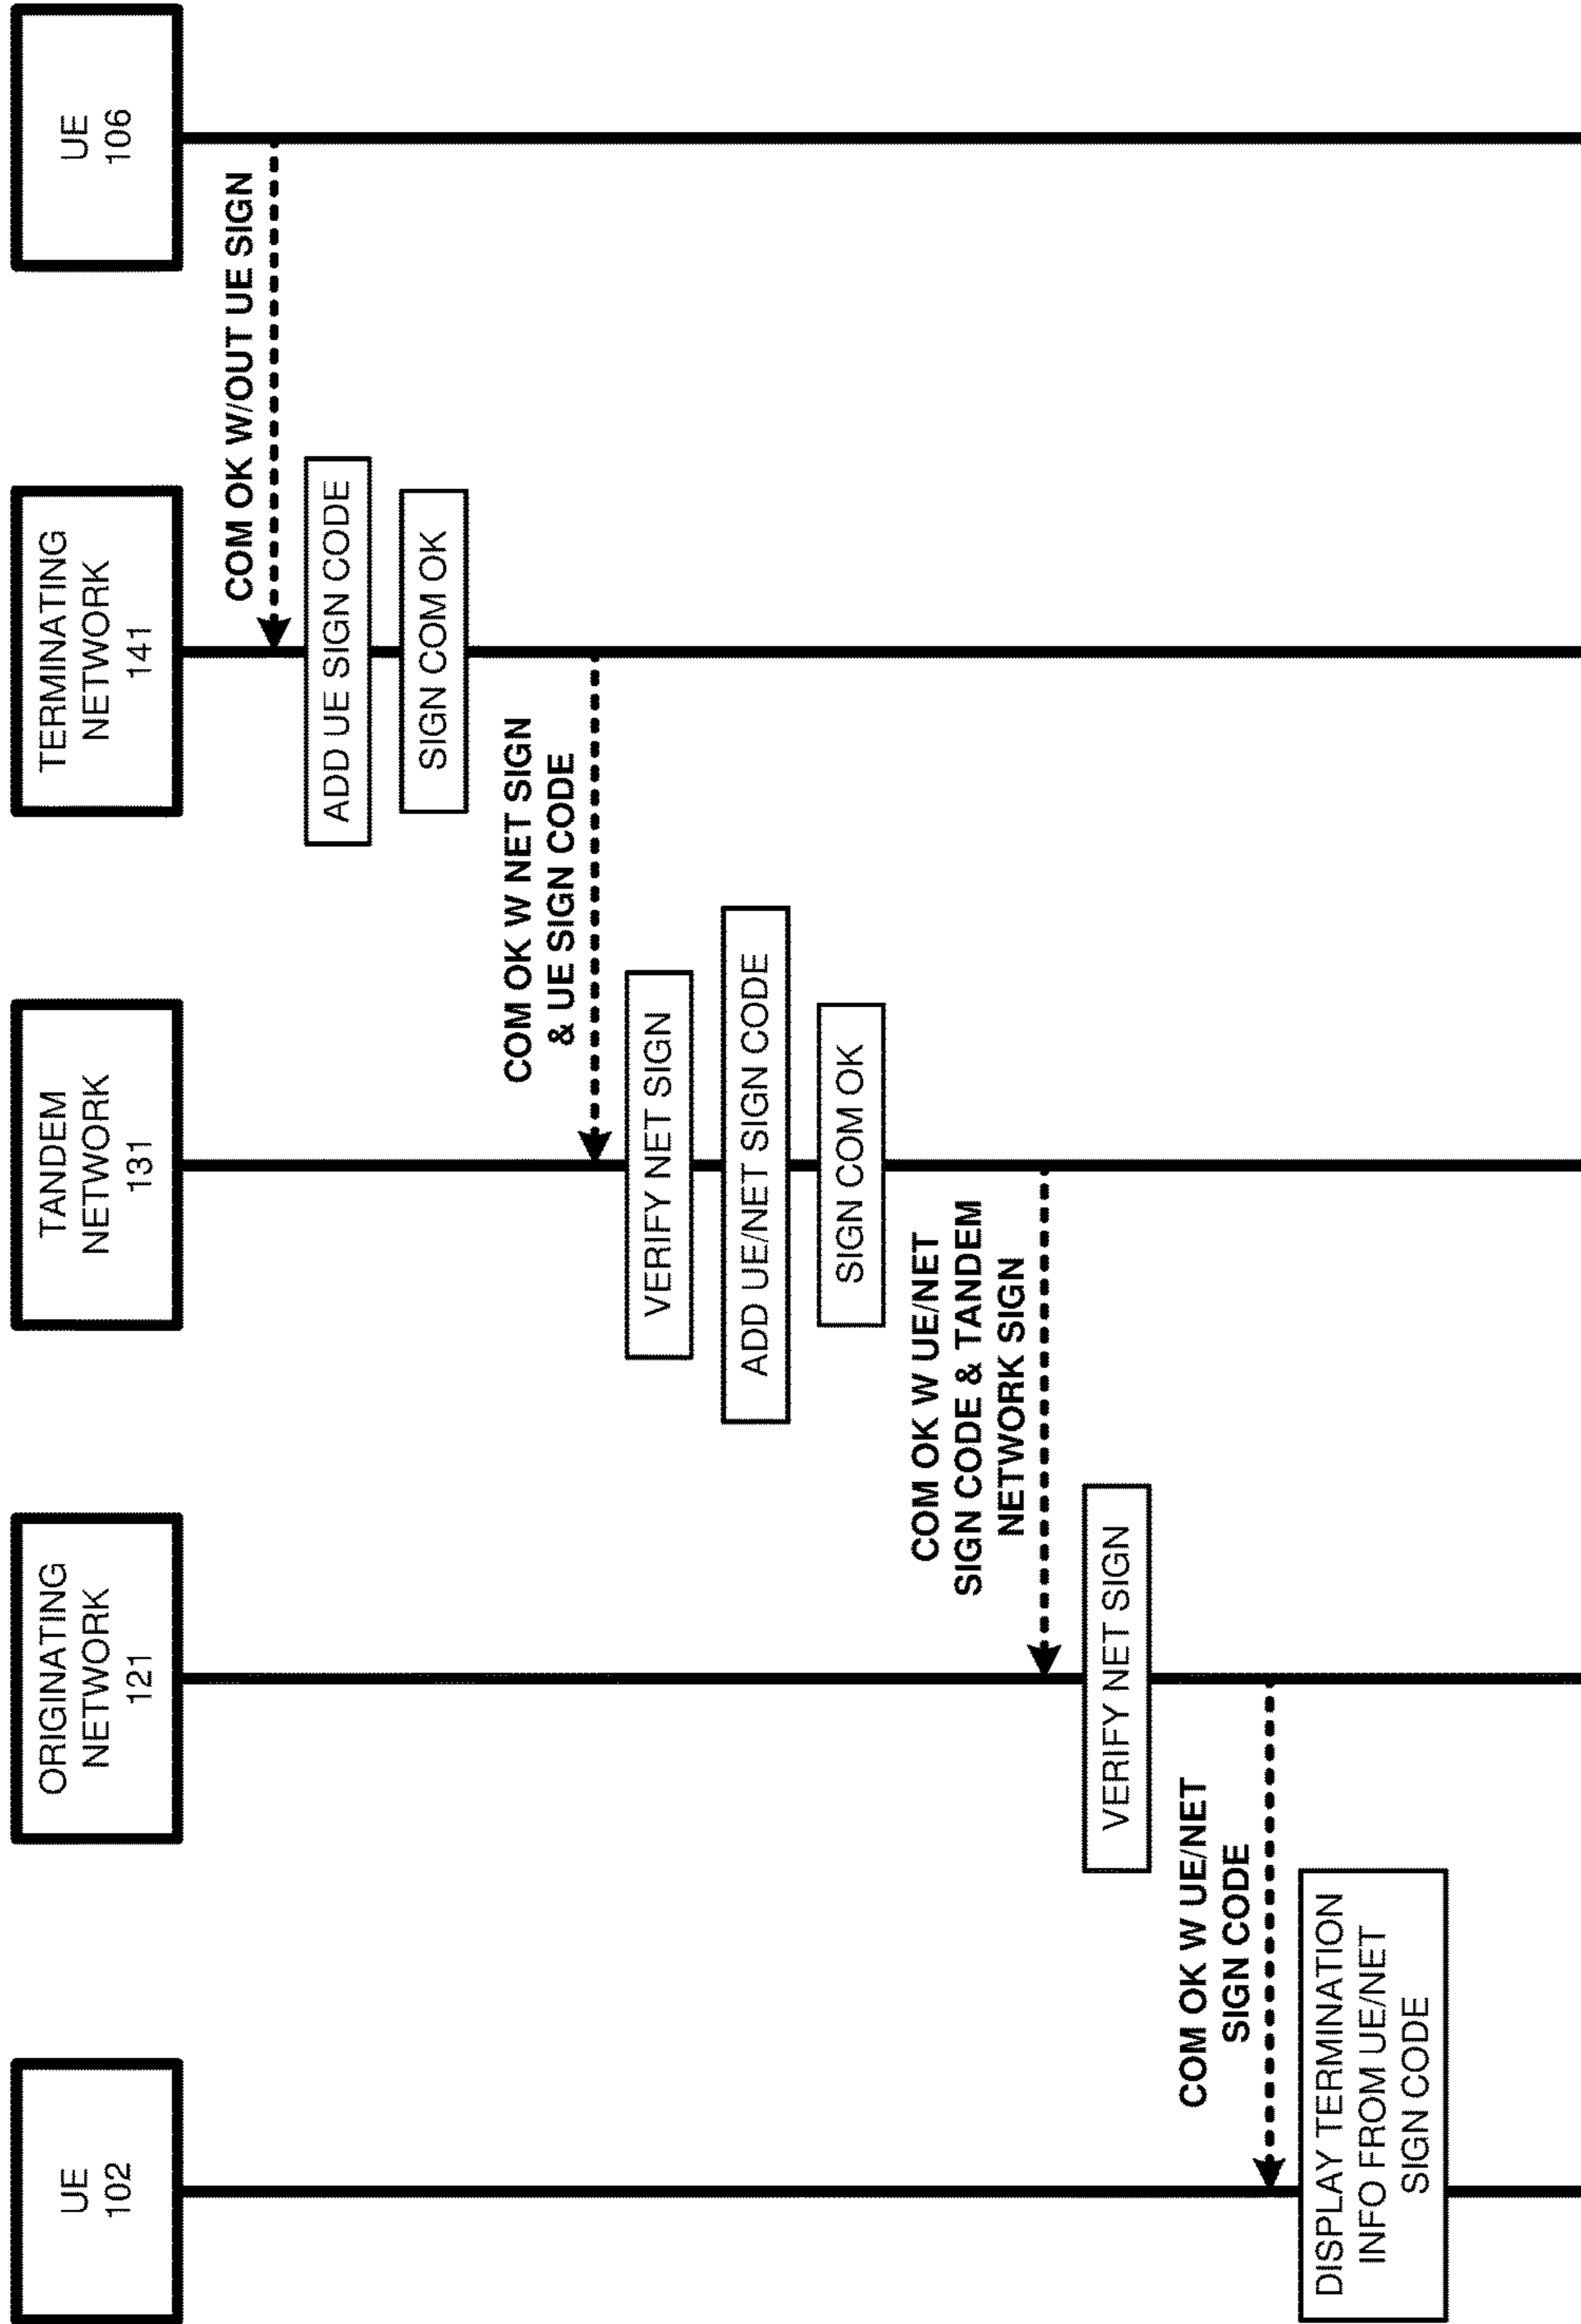 UE
102
ORIGINATING
NETWORK
121
TANDEM
NETWORK
131
TERMINATING
NETWORK
141
UE
106
COM OK W/OUT UE SIGN
ADD UE SIGN CODE
SIGN COM OK
COM OK W NET SIGN
& UE SIGN CODE
VERIFY NET SIGN
ADD UE/NET SIGN CODE
SIGN COM OK
COM OK W UE/NET
SIGN CODE & TANDEM
NETWORK SIGN
VERIFY NET SIGN
COM OK W UE/NET
SIGN CODE
DISPLAY TERMINATION
INFO FROM UE/NET
SIGN CODE